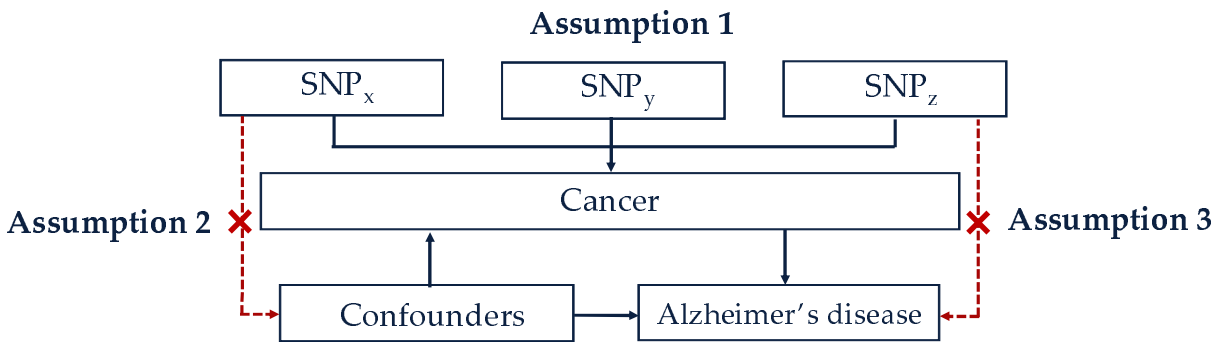 Assumption 1
SNPx
SNPy
SNPz
Cancer
Assumption 2
Assumption 3
Confounders
Alzheimer's disease